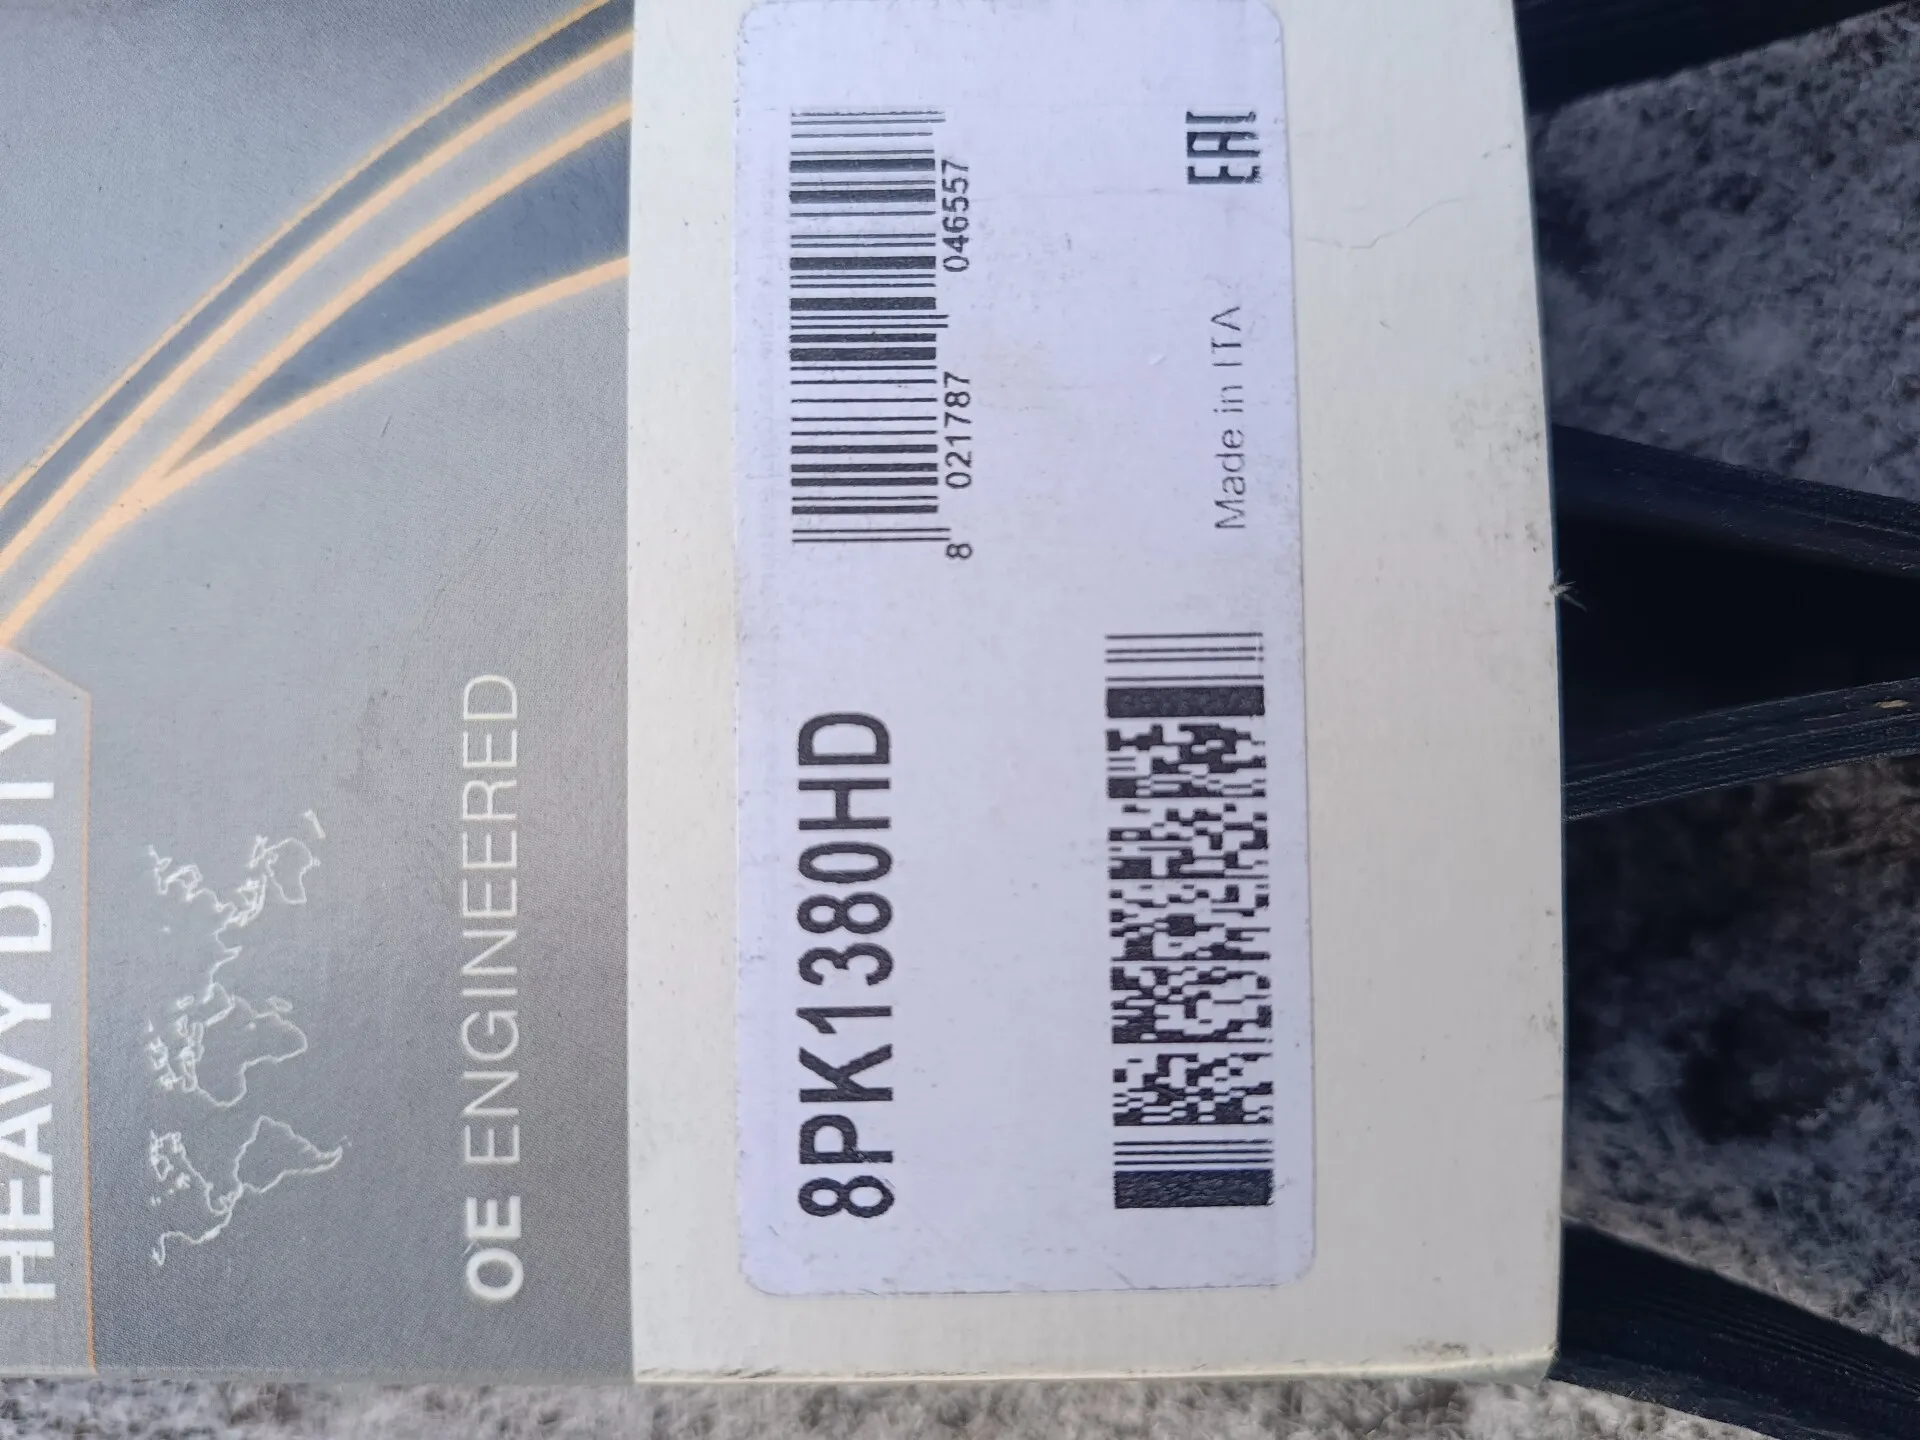 HEAVY DUTY
OE ENGINEERED
8PK1380HD
8 021787 046557
Made in ITA
EAC